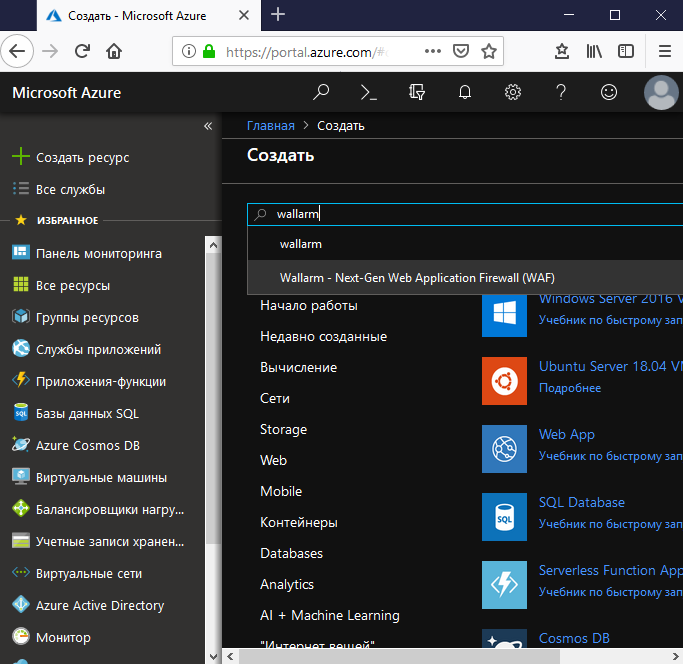 Создать - Microsoft Azure
https://portal.azure.com/#
Microsoft Azure
Главная > Создать
Создать
Создать ресурс
Все службы
ИЗБРАННОЕ
Панель мониторинга
Все ресурсы
Группы ресурсов
Службы приложений
Приложения-функции
Базы данных SQL
Azure Cosmos DB
Виртуальные машины
Балансировщики нагру...
Учетные записи хранен...
Виртуальные сети
Azure Active Directory
Монитор
wallarm
wallarm
Wallarm - Next-Gen Web Application Firewall (WAF)
Начало работы
Недавно созданные
Вычисление
Сети
Storage
Web
Mobile
Контейнеры
Databases
Analytics
AI + Machine Learning
"Интернет вещей"
Windows Server 2016 V
Учебник по быстрому зап
Ubuntu Server 18.04 VM
Подробнее
Web App
Учебник по быстрому зап
SQL
SQL Database
Учебник по быстрому зап
Serverless Function App
Учебник по быстрому зап
Cosmos DB